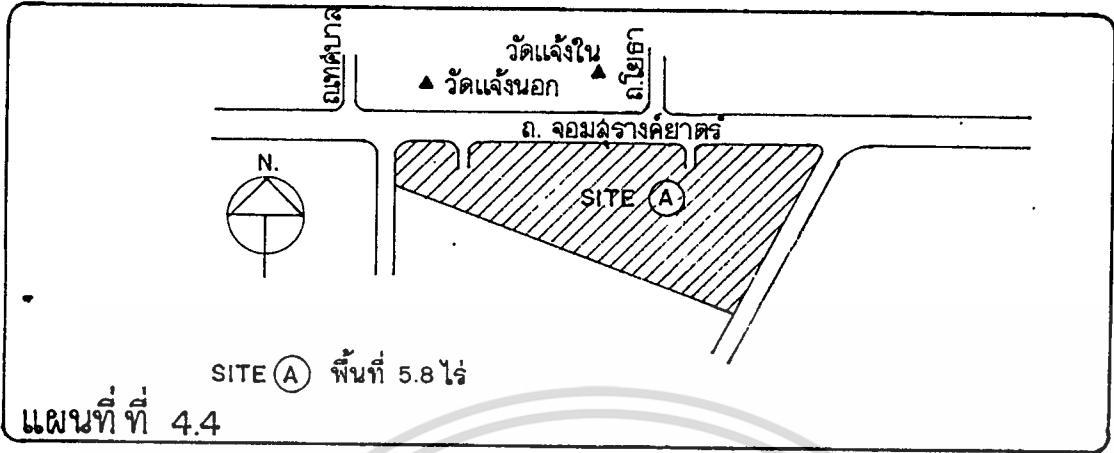 ถ.เทศบาล
วัดแจ้งใน
▲ วัดแจ้งนอก ▲
ถ.โยธา
ถ. จอมสุรางค์ยาตร์
N.
SITE A
SITE A พื้นที่ 5.8 ไร่
แผนที่ ที่ 4.4